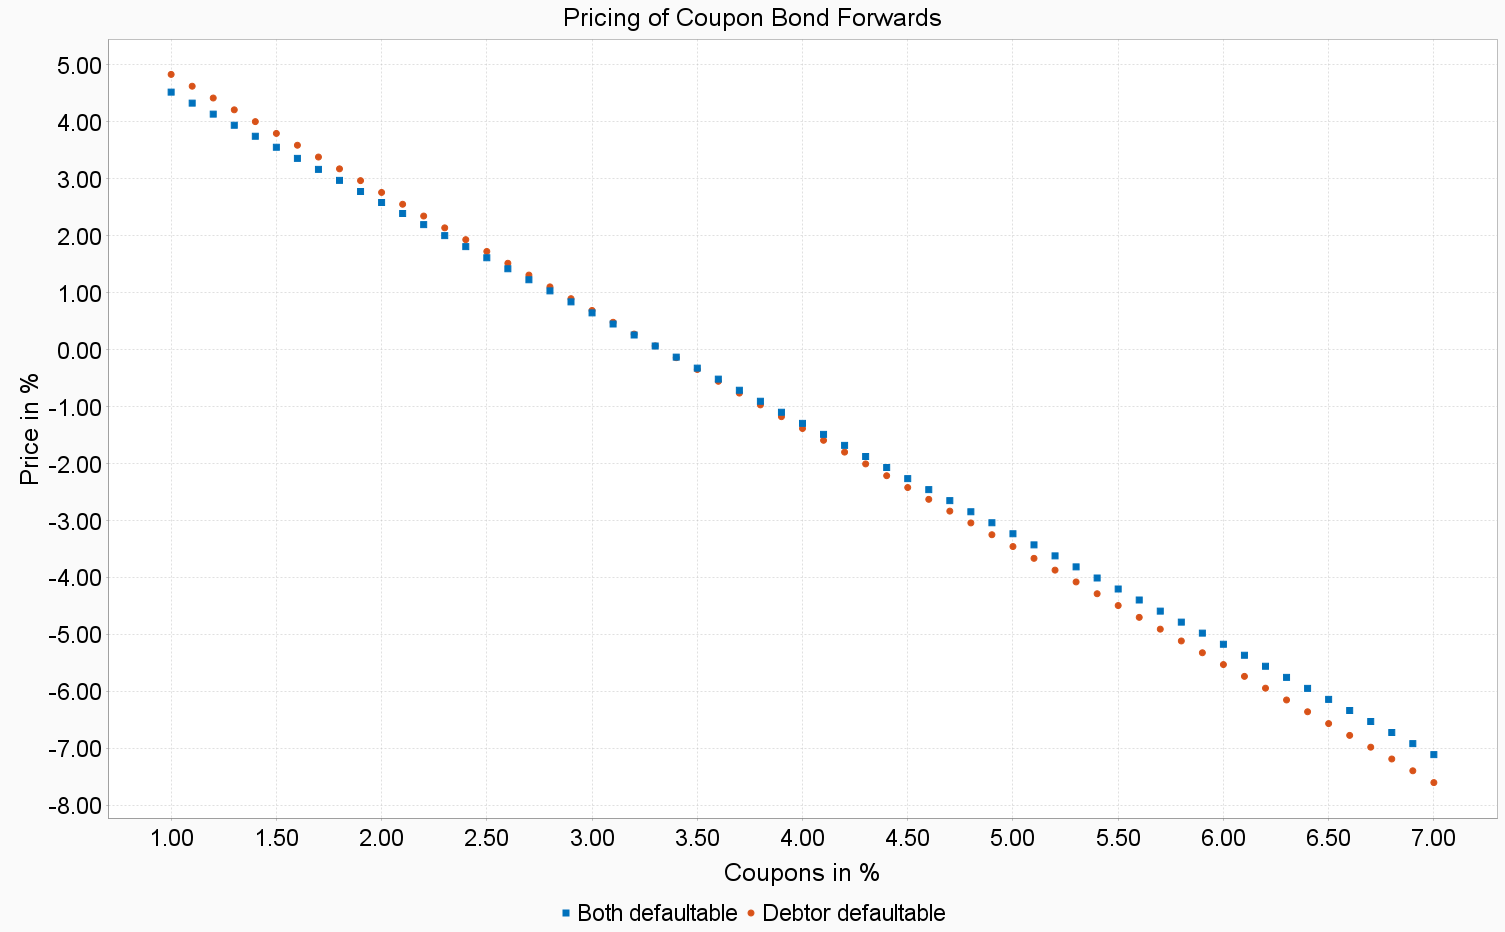 Pricing of Coupon Bond Forwards
5.00
4.00
3.00
2.00
1.00
0.00
-1.00
-2.00
-3.00
-4.00
-5.00
-6.00
-7.00
-8.00
Price in %
1.00 1.50 2.00 2.50 3.00 3.50 4.00 4.50 5.00 5.50 6.00 6.50 7.00
Coupons in %
Both defaultable Debtor defaultable